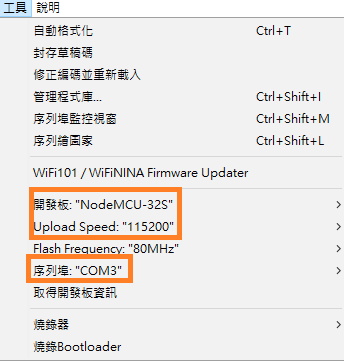 工具 說明
自動格式化 Ctrl+T
封存草稿碼
修正編碼並重新載入
管理程式庫... Ctrl+Shift+I
序列埠監控視窗 Ctrl+Shift+M
序列繪圖家 Ctrl+Shift+L
WiFi101 / WiFiNINA Firmware Updater
開發板: "NodeMCU-32S"
Upload Speed: "115200"
Flash Frequency: "80MHz"
序列埠: "COM3"
取得開發板資訊
燒錄器
燒錄Bootloader